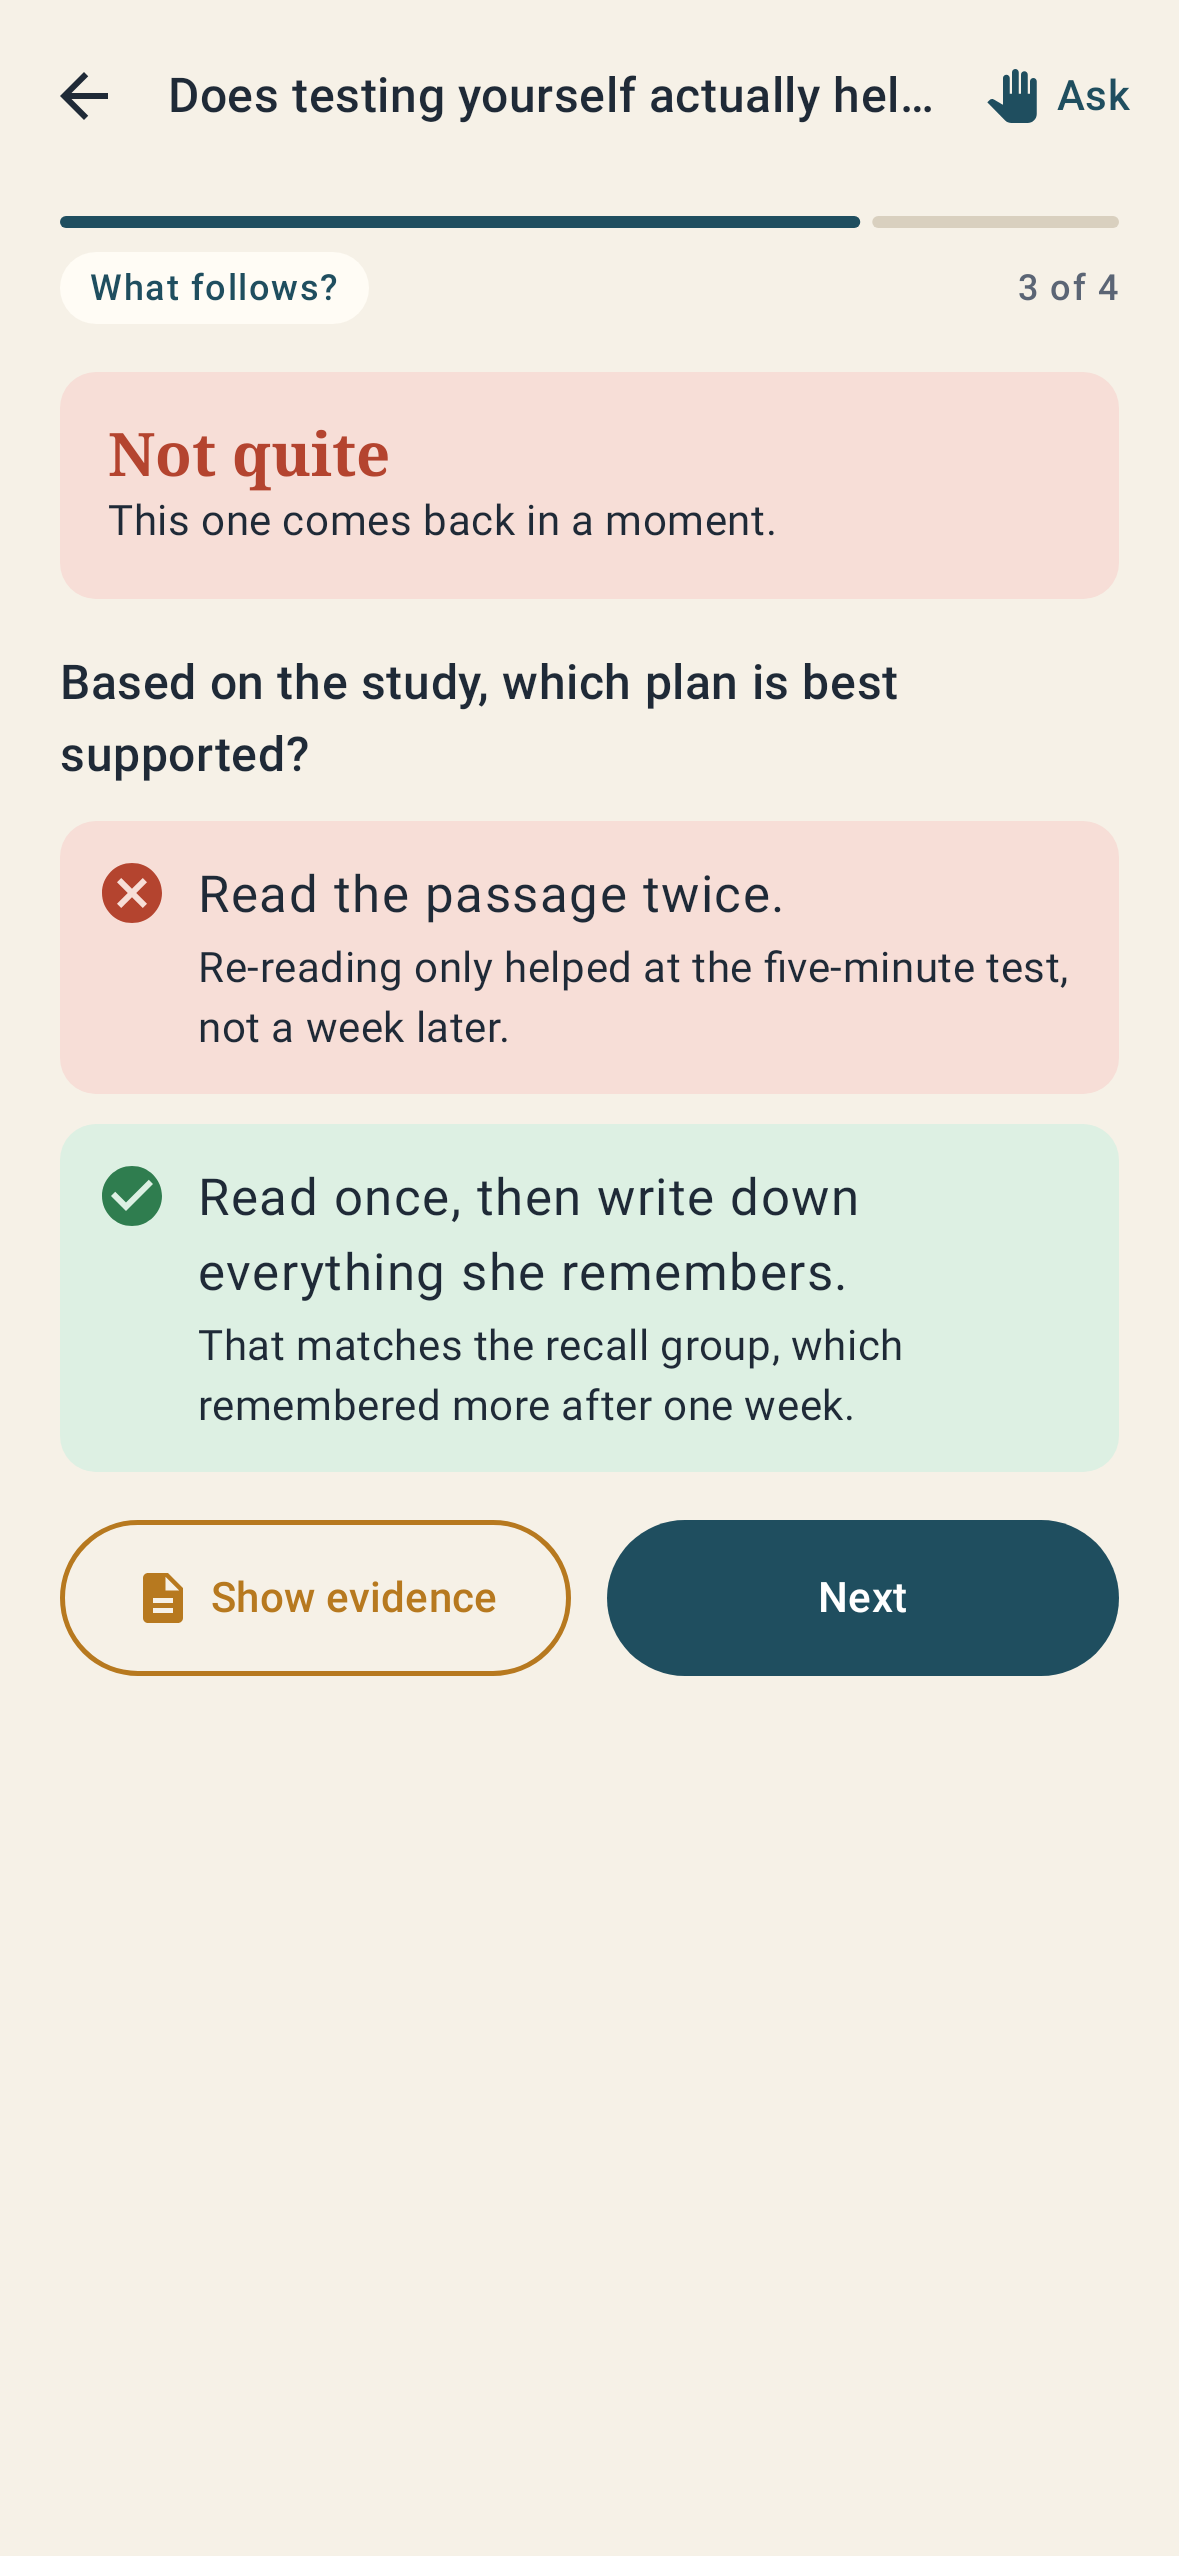 Does testing yourself actually hel…
Ask
What follows?
3 of 4
Not quite
This one comes back in a moment.
Based on the study, which plan is best
supported?
Read the passage twice.
Re-reading only helped at the five-minute test,
not a week later.
Read once, then write down
everything she remembers.
That matches the recall group, which
remembered more after one week.
Show evidence
Next